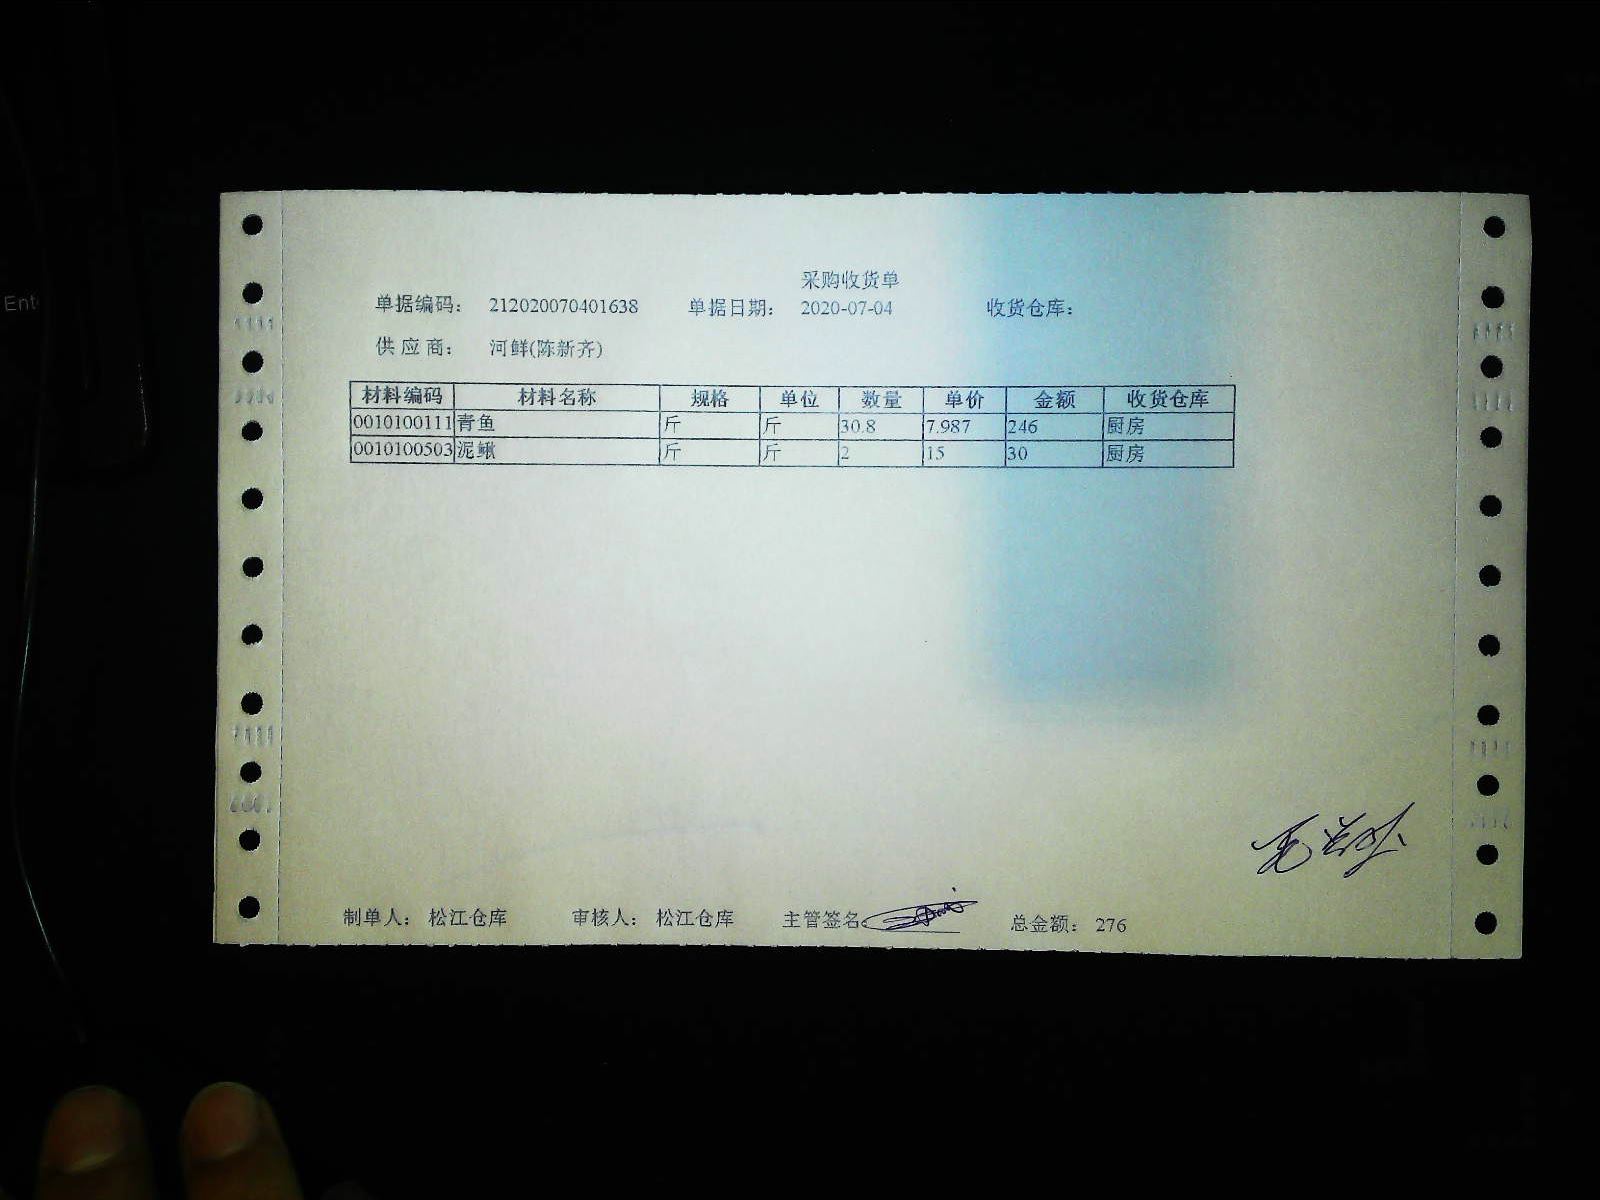 Ent
采购收货单
单据编码： 212020070401638 单据日期： 2020-07-04 收货仓库：
供应商： 河鲜(陈新齐)
材料编码 材料名称 规格 单位 数量 单价 金额 收货仓库
0010100111 青鱼 斤 斤 30.8 7.987 246 厨房
0010100503 泥鳅 斤 斤 2 15 30 厨房
制单人： 松江仓库 审核人： 松江仓库 主管签名： 总金额： 276